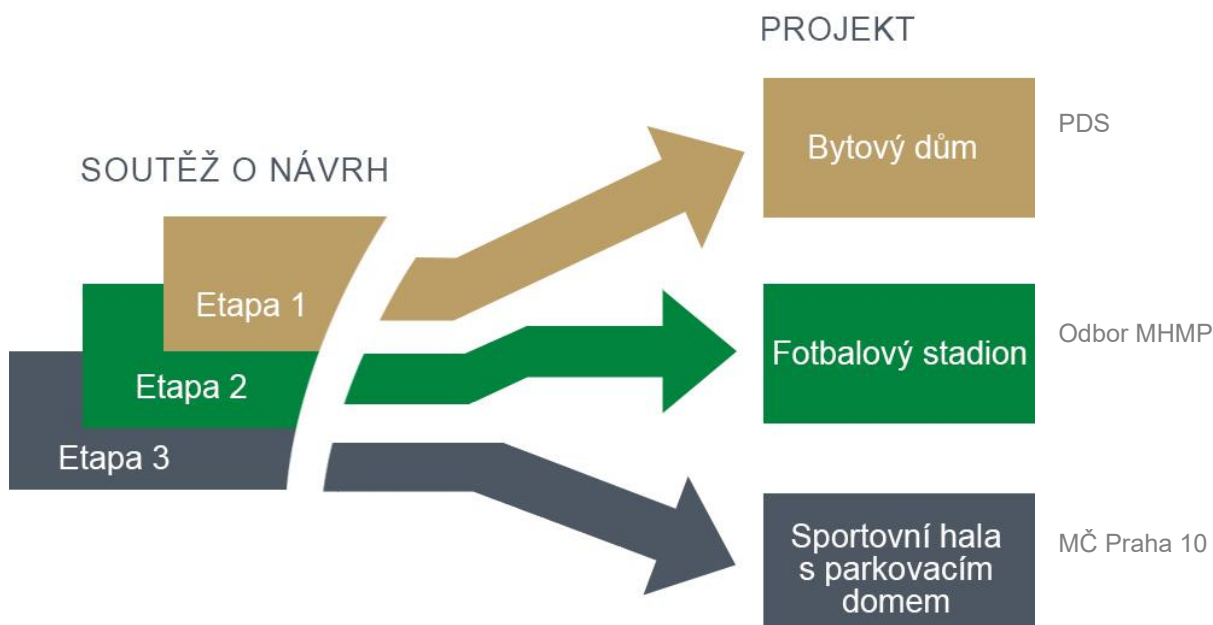 PROJEKT
SOUTĚŽ O NÁVRH
Bytový dům
PDS
Etapa 1
Fotbalový stadion
Odbor MHMP
Etapa 2
Etapa 3
Sportovní hala
s parkovacím
domem
MČ Praha 10